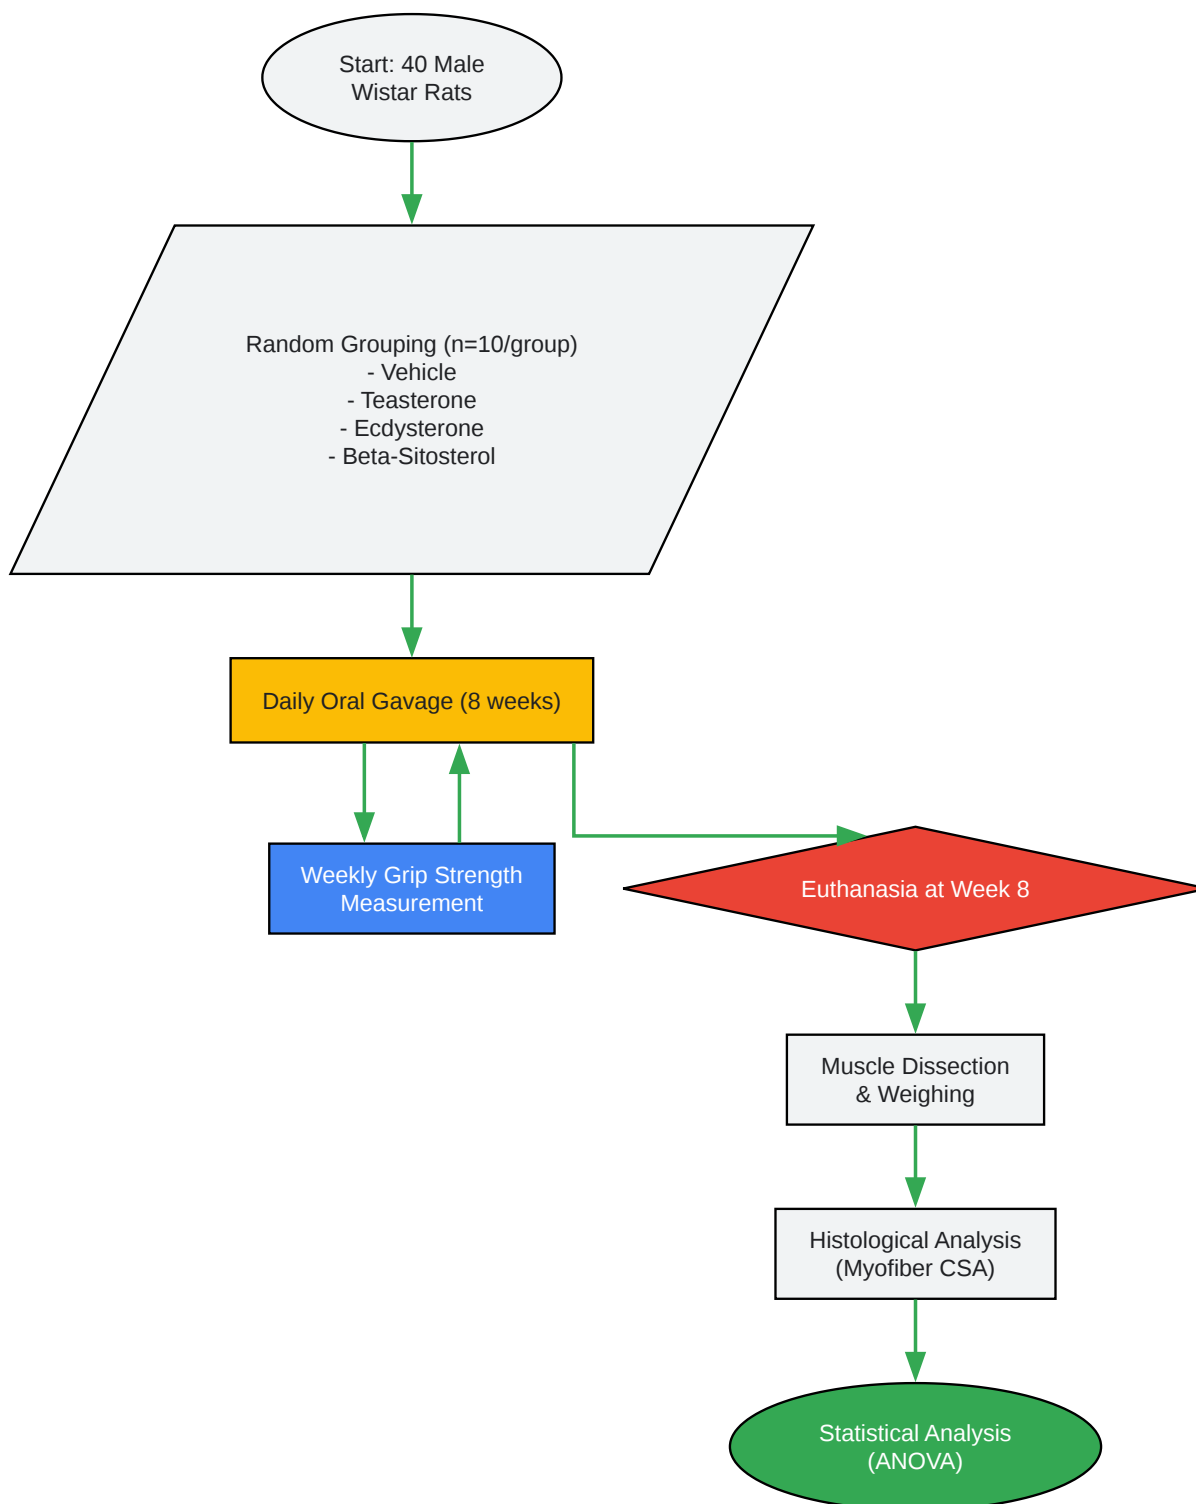 Start: 40 Male
Wistar Rats
Random Grouping (n=10/group)
- Vehicle
- Teasterone
- Ecdysterone
- Beta-Sitosterol
Daily Oral Gavage (8 weeks)
Weekly Grip Strength
Measurement
Euthanasia at Week 8
Muscle Dissection
& Weighing
Histological Analysis
(Myofiber CSA)
Statistical Analysis
(ANOVA)